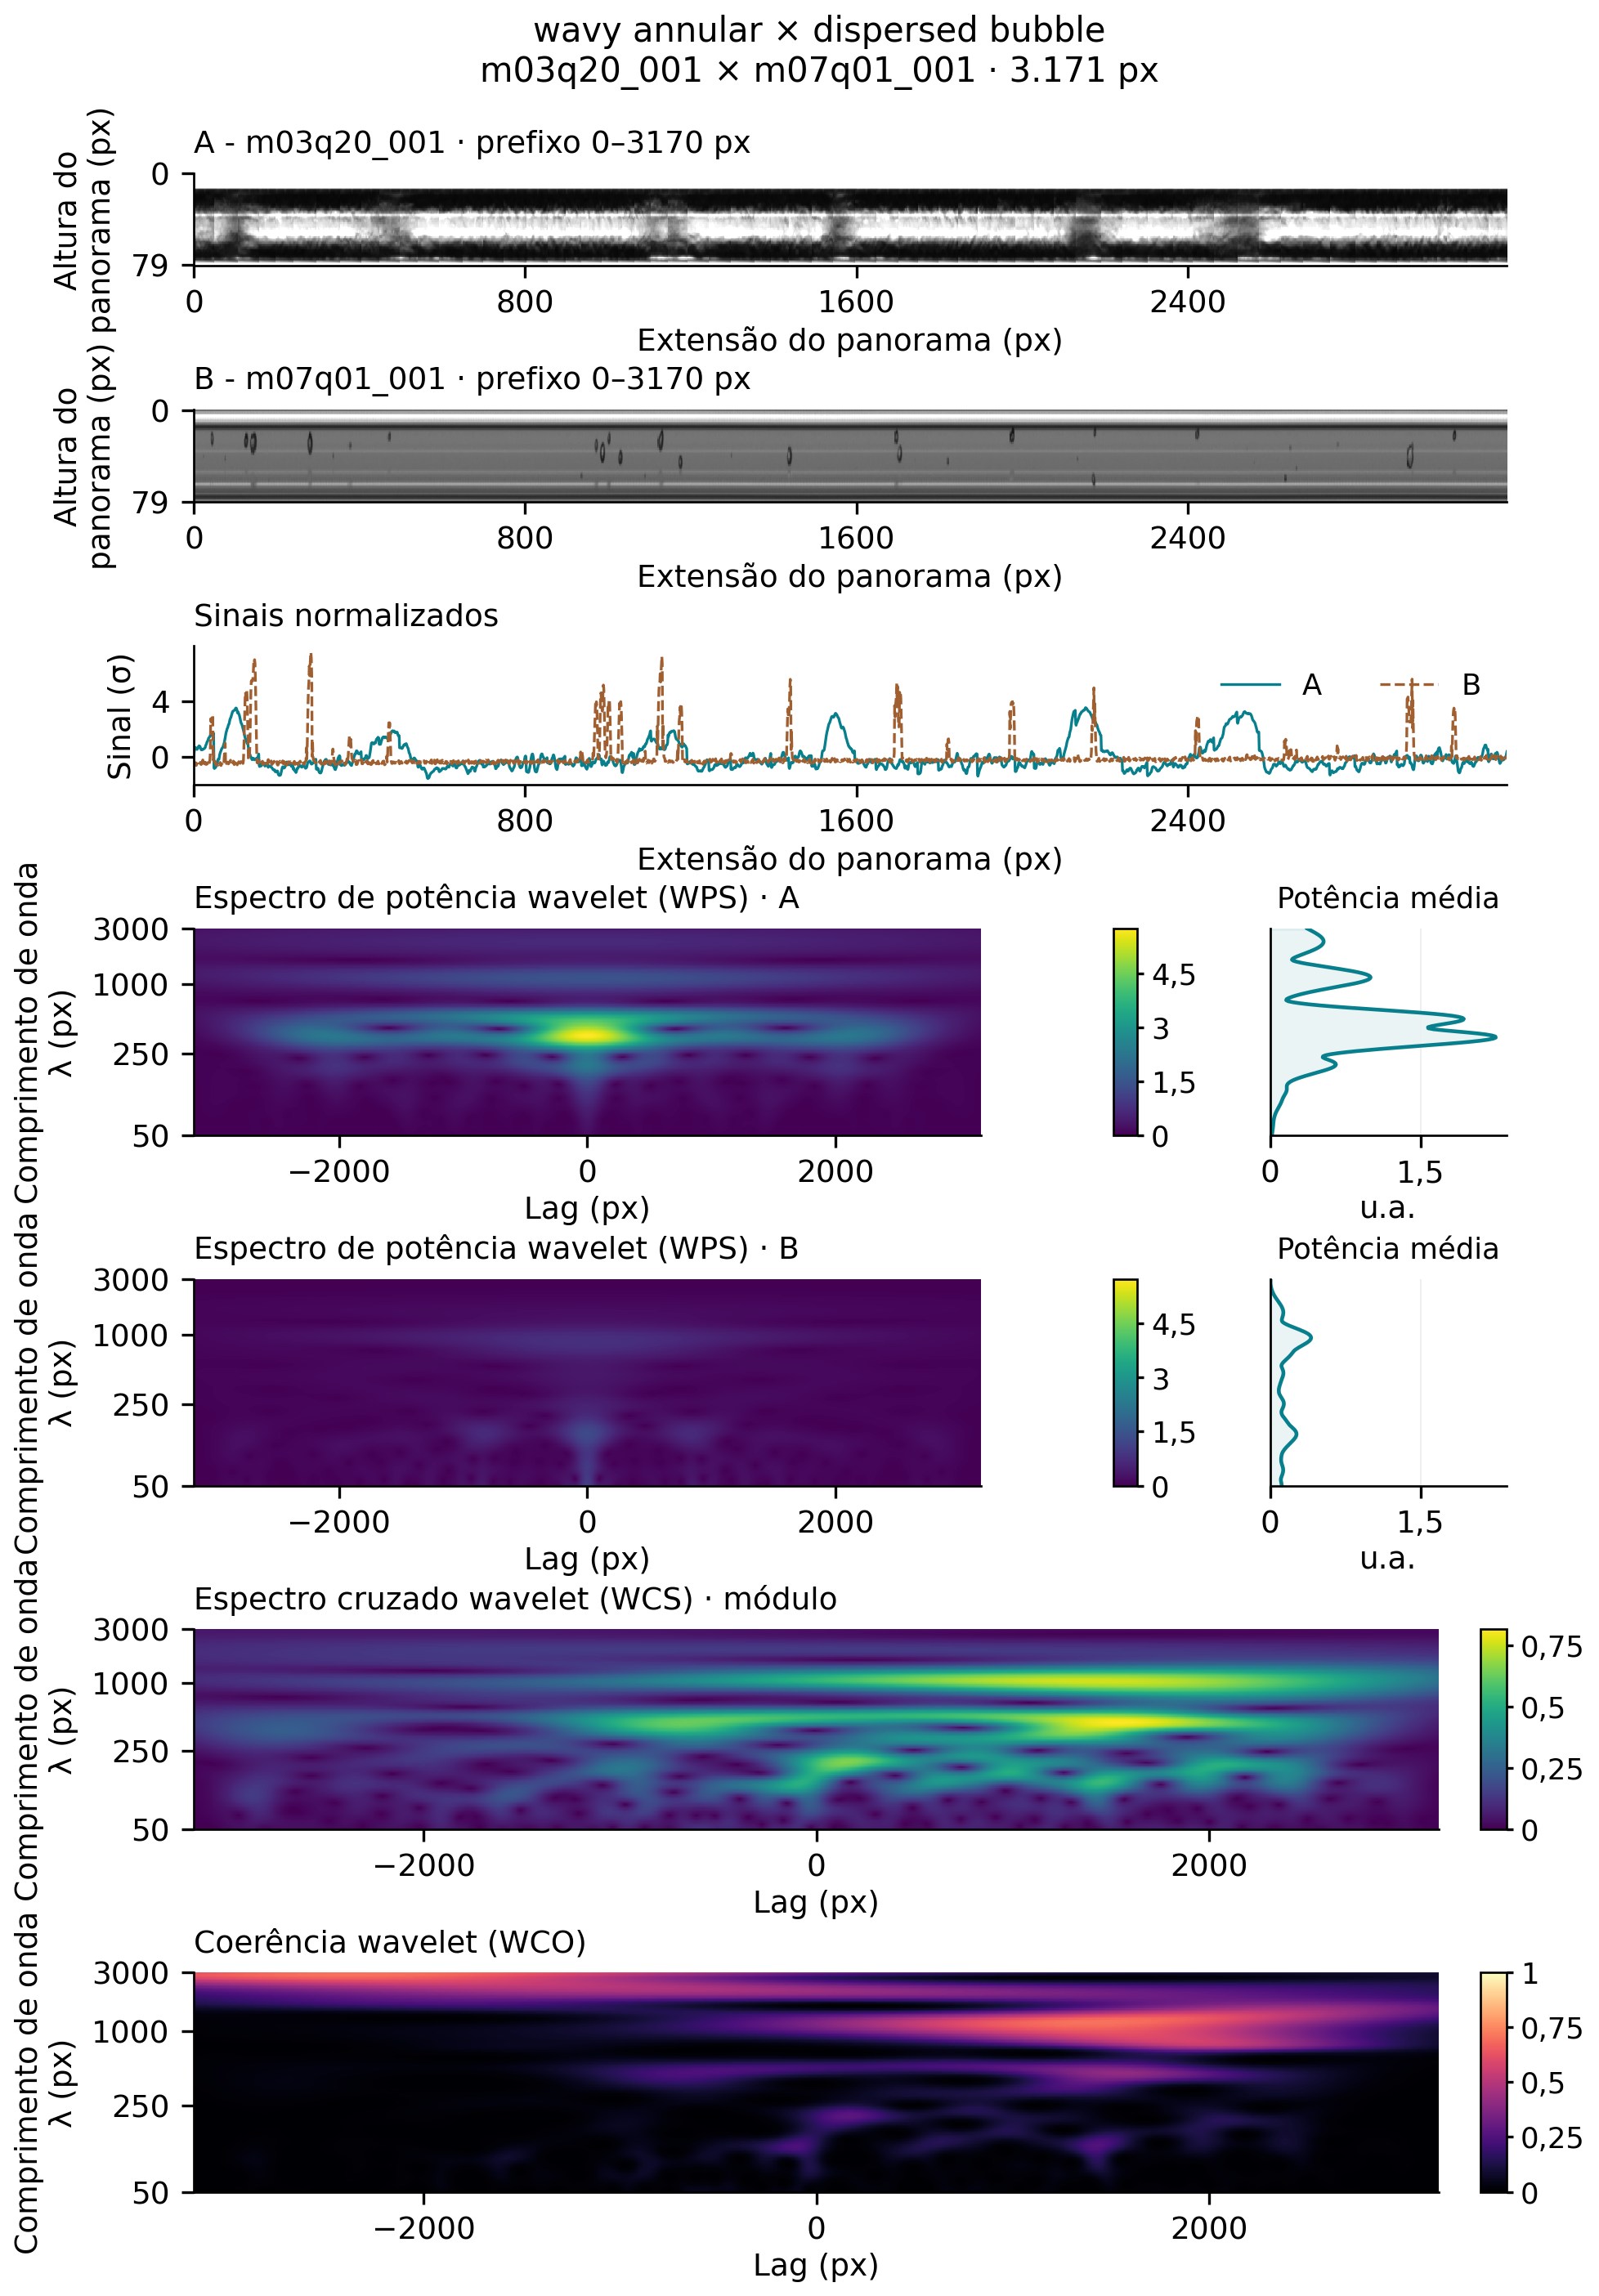 wavy annular × dispersed bubble
m03q20_001 × m07q01_001 · 3.171 px
A - m03q20_001 · prefixo 0–3170 px
Altura do
panorama (px)
0
79
0
800
1600
2400
Extensão do panorama (px)
B - m07q01_001 · prefixo 0–3170 px
Altura do
panorama (px)
0
79
0
800
1600
2400
Extensão do panorama (px)
Sinais normalizados
Sinal (σ)
4
0
A
B
0
800
1600
2400
Extensão do panorama (px)
Espectro de potência wavelet (WPS) · A
Comprimento de onda
λ (px)
3000
1000
250
50
−2000
0
2000
Lag (px)
4,5
3
1,5
0
Potência média
0
1,5
u.a.
Espectro de potência wavelet (WPS) · B
Comprimento de onda
λ (px)
3000
1000
250
50
−2000
0
2000
Lag (px)
4,5
3
1,5
0
Potência média
0
1,5
u.a.
Espectro cruzado wavelet (WCS) · módulo
Comprimento de onda
λ (px)
3000
1000
250
50
−2000
0
2000
Lag (px)
0,75
0,5
0,25
0
Coerência wavelet (WCO)
Comprimento de onda
λ (px)
3000
1000
250
50
−2000
0
2000
Lag (px)
1
0,75
0,5
0,25
0